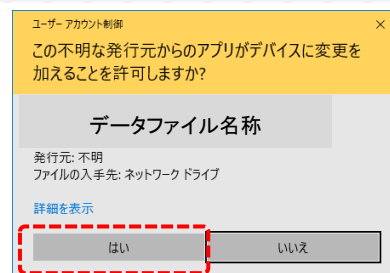 ユーザー アカウント制御
この不明な発行元からのアプリがデバイスに変更を
加えることを許可しますか?
データファイル名称
発行元: 不明
ファイルの入手先: ネットワーク ドライブ
詳細を表示
はい いいえ